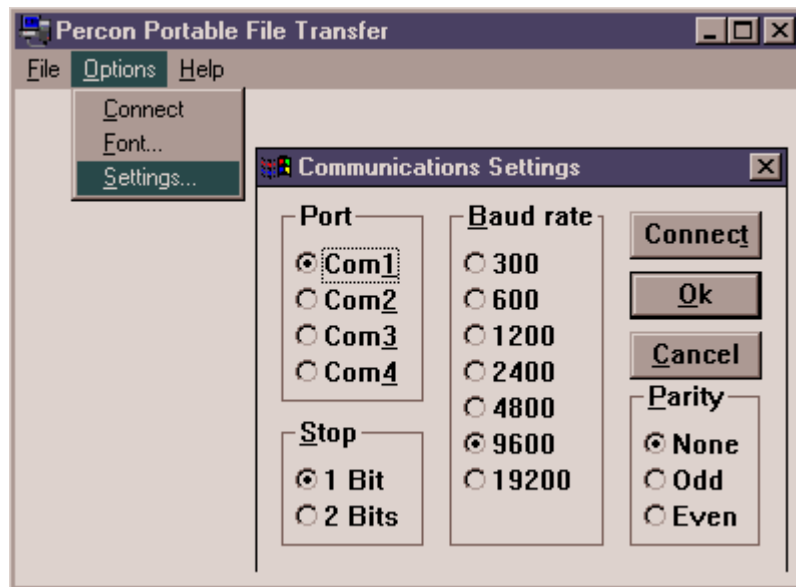 Percon Portable File Transfer
File Options Help
Connect
Font...
Settings...
Communications Settings
Port
Com1
Com2
Com3
Com4
Stop
1 Bit
2 Bits
Baud rate
300
600
1200
2400
4800
9600
19200
Connect
Ok
Cancel
Parity
None
Odd
Even